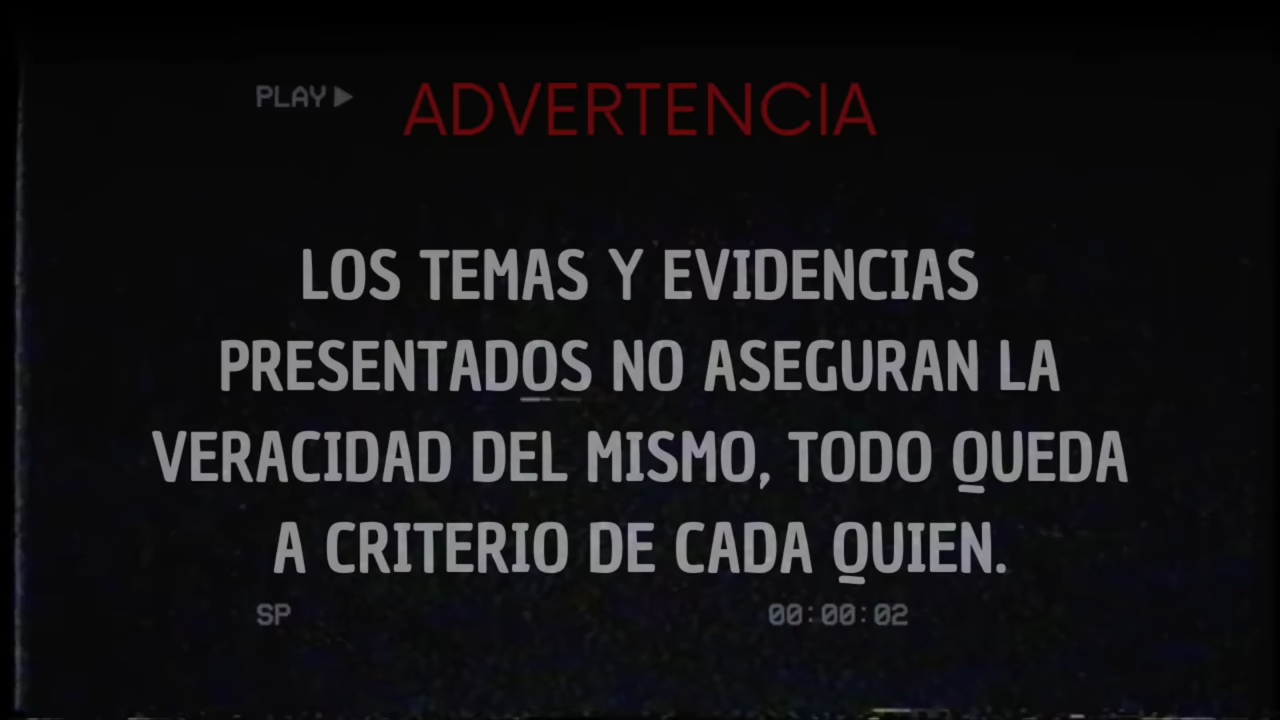 PLAY ▶
ADVERTENCIA
LOS TEMAS Y EVIDENCIAS
PRESENTADOS NO ASEGURAN LA
VERACIDAD DEL MISMO, TODO QUEDA
A CRITERIO DE CADA QUIEN.
SP
00:00:02